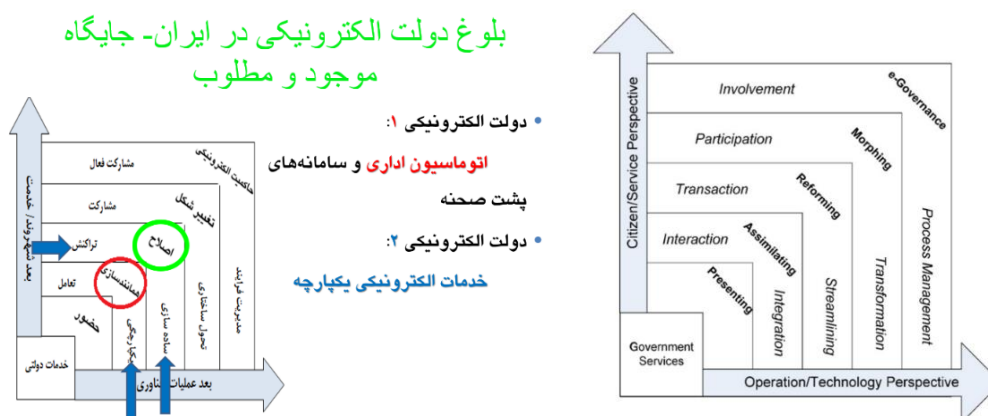 بلوغ دولت الکترونیکی در ایران- جایگاه
موجود و مطلوب
• دولت الکترونیکی ۱:
اتوماسیون اداری و سامانه‌های
پشت صحنه
• دولت الکترونیکی ۲:
خدمات الکترونیکی یکپارچه
بعد شهروند / خدمت
مشارکت فعال
حاکمیت الکترونیکی
مشارکت
تغییر شکل
تراکنش
اصلاح
تعامل
همانندسازی
حضور
یکپارچگی
ساده سازی
تحول ساختاری
مدیریت فرایند
خدمات دولتی
بعد عملیات/فناوری
Citizen/Service Perspective
Involvement
e-Governance
Participation
Morphing
Transaction
Reforming
Interaction
Assimilating
Presenting
Integration
Streamlining
Transformation
Process Management
Government
Services
Operation/Technology Perspective